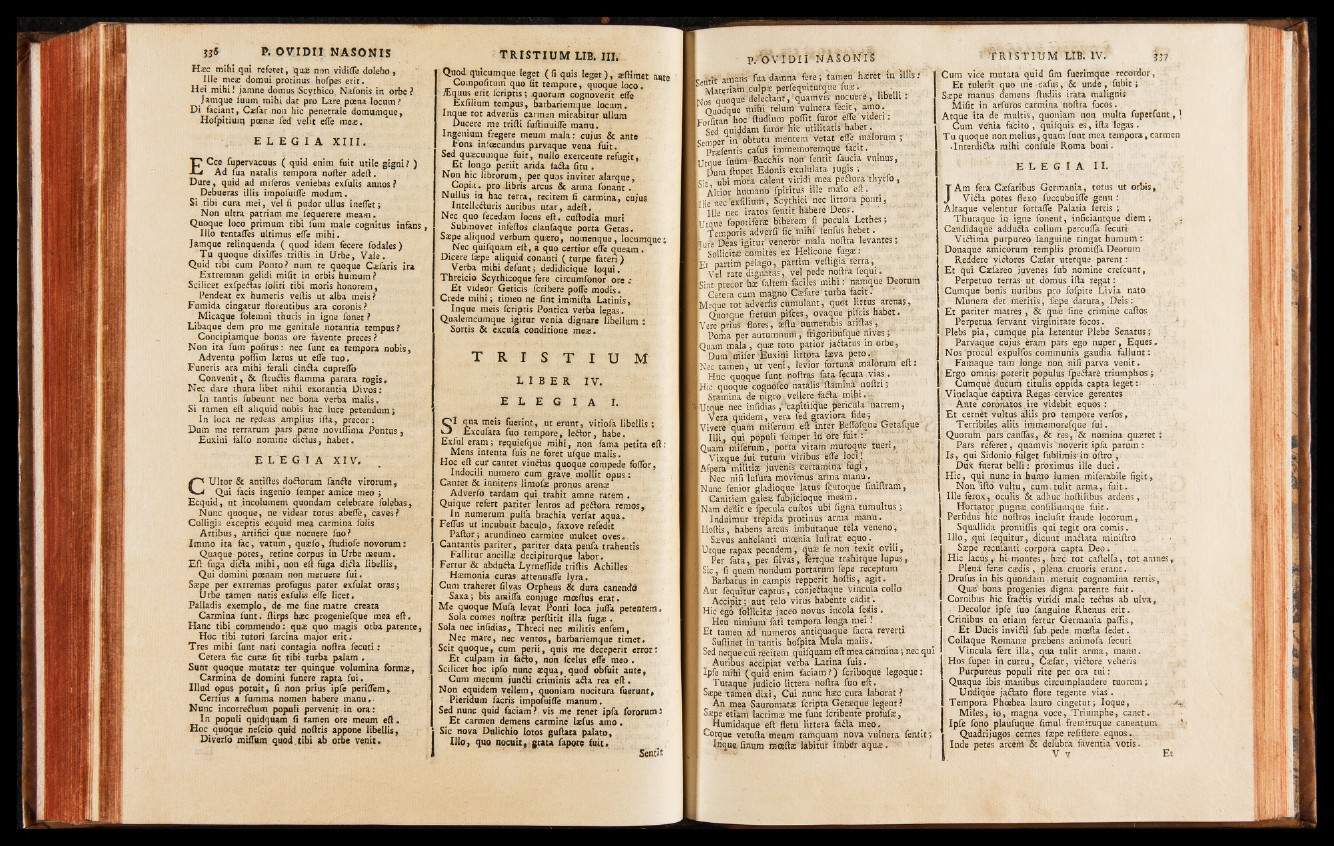 336 P. OVIDII NASONIS
Hæc mihi qui referet, quæ non vidiſſe dolebo,
Ille meæ domui protinus hoſpes erit.
Hei mihi! jamne domus Scythico Naſonis in orbe?
Jamque ſuum mihi dat pro Lare pœna locum?
Di faciant, Cæſar non hic penetrale domumque,
Hoſpitium pœnæ ſed velit eſſe meæ.
ELEGIA XIII.
ECce ſupervacuus (quid enim fuit utile gigni?)
Ad ſua natalis tempora noſter adeſt.
Dure, quid ad miſeros veniebas exſulis annos?
Debueras illis impoſuiſſe modum.
Si tibi cura mei, vel ſi pudor ullus ineſſet;
Non ultra patriam me ſequerere meam.
Quoque loco primum tibi ſum male cognitus infans,
Illo tentaſſes ultimus eſſe mihi.
Jamque relinquenda (quod idem fecere ſodales)
Tu quoque dixiſſes triſtis in Urbe, Vale.
Quid tibi cum Ponto? num te quoque Cæſaris ira
Extremam gelidi miſit in orbis humum?
Scilicet exſpectas ſoliti tibi moris honorem,
Pendeat ex humeris veſtis ut alba meis?
Fumida cingatur florentibus ara coronis?
Micaque ſolemni thuris in igne ſonet?
Libaque dem pro me genitale notantia tempus?
Concipiamque bonas ore favente preces?
Non ita ſum poſitus: nec ſunt ea tempora nobis,
Adventu poſſim lætus ut eſſe tuo.
Funeris ara mihi ferali cincta cupreſſo
Convenit, & ſtructis flamma parata rogis.
Nec dare thura libet nihil exorantia Divos:
In tantis ſubeunt nec bona verba malis.
Si tamen eſt aliquid nobis hac luce petendum;
In loca ne redeas amplius iſta, precor:
Dum me terrarum pars pæne noviſſima Pontus,
Euxini falſo nomine dictus, habet.
ELEGIA XIV.
CUltor & antiſtes doctorum ſancte virorum,
Qui facis ingenio ſemper amice meo;
Ecquid, ut incolumem quondam celebrare ſolebas,
Nunc quoque, ne videar totus abeſſe, caves?
Colligis exceptis ecquid mea carmina ſolis
Artibus, artifici quæ nocuere ſuo?
Immo ita fac, vatum, quæſo, ſtudioſe novorum:
Quaque potes, retine corpus in Urbe meum.
Eſt fuga dicta mihi, non eſt fuga dicta libellis,
Qui domini pœnam non meruere ſui.
Sæpe per extremas profugus pater exſulat oras;
Urbe tamen natis exſulis eſſe licet.
Palladis exemplo, de me ſine matre creata
Carmina ſunt. ſtirps hæc progenieſque mea eſt.
Hanc tibi commendo: quæ quo magis orba parente,
Hoc tibi tutori ſarcina major erit.
Tres mihi ſunt nati contagia noſtra ſecuti:
Cetera fac curæ ſit tibi turba palam.
Sunt quoque mutatæ ter quinque volumina formæ,
Carmina de domini funere rapta ſui.
Illud opus potuit, ſi non prius ipſe periſſem,
Certius a ſumma nomen habere manu.
Nunc incorrectum populi pervenit in ora:
In populi quidquam ſi tamen ore meum eſt.
Hoc quoque neſcio quid noſtris appone libellis,
Diverſo miſſum quod tibi ab orbe venit.
TRISTIUM LIB. III.
Quod quicumque leget (ſi quis leget), æſtimet ante
Compoſitum quo ſit tempore, quoque loco.
Æquus erit ſcriptis; quorum cognoverit eſſe
Exſilium tempus, barbariemque locum.
Inque tot adverſis carmen mirabitur ullum
Ducere me triſti ſuſtinuiſſe manu.
Ingenium fregere meum mala: cujus & ante
Fons infœcundus parvaque vena fuit.
Sed quæcumque fuit, nullo exercente refugit,
Et longo periit arida facta ſitu.
Non hic librorum, per quos inviter alarque,
Copia. pro libris arcus & arma ſonant.
Nullus in hac terra, recitem ſi carmina, cujus
Intellecturis auribus utar, adeſt.
Nec quo ſecedam locus eſt. cuſtodia muri
Submovet infeſtos clauſaque porta Getas.
Sæpe aliquod verbum quæro, nomenque, locumque;
Nec quiſquam eſt, a quo certior eſſe queam.
Dicere ſæpe aliquid conanti (turpe fateri)
Verba mihi deſunt; dedidicique loqui.
Threicio Scythicoque fere circumſonor ore:
Et videor Geticis ſcribere poſſe modis.
Crede mihi; timeo ne ſint immiſta Latinis,
Inque meis ſcriptis Pontica verba legas.
Qualemcumque igitur venia dignare libellum:
Sortis & excuſa conditione meæ.
TRISTIUM
LIBER IV.
ELEGIA I.
SI qua meis fuerint, ut erunt, vitioſa libellis;
Excuſata ſuo tempore, lector, habe.
Exſul eram; requieſque mihi, non fama petita eſt:
Mens intenta ſuis ne foret uſque malis.
Hoc eſt cur cantet vinctus quoque compede foſſor,
Indocili numero cum grave mollit opus:
Cantet & innitens limoſæ pronus arenæ
Adverſo tardam qui trahit amne ratem.
Quique refert pariter lentos ad pectora remos,
In numerum pulſa brachia verſat aqua.
Feſſus ut incubuit baculo, ſaxove reſedit
Paſtor; arundineo carmine mulcet oves.
Cantantis pariter, pariter data penſa trahentis
Fallitur ancillæ decipiturque labor.
Fertur & abducta Lyrneſſide triſtis Achilles
Hæmonia curas attenuaſſe lyra.
Cum traheret ſilvas Orpheus & dura canendo
Saxa; bis amiſſa conjuge mœſtus erat.
Me quoque Muſa levat Ponti loca juſſa petentem.
Sola comes noſtræ perſtitit illa fugæ.
Sola nec inſidias, Threci nec militis enſem,
Nec mare, nec ventos, barbariemque timet.
Scit quoque, cum perii, quis me deceperit error:
Et culpam in facto, non ſcelus eſſe meo.
Scilicet hoc ipſo nunc æqua, quod obfuit ante,
Cum mecum juncti criminis acta rea eſt.
Non equidem vellem, quoniam nocitura fuerunt,
Pieridum ſacris impoſuiſſe manum.
Sed nunc quid faciam? vis me tenet ipſa ſororum:
Et carmen demens carmine læſus amo.
Sic nova Dulichio lotos guſtata palato,
Illo, quo nocuit, grata ſapore fuit.
Sentit
P. OVIDII NASONIS
Sentit amans ſua damna fere; tamen hæret in illis:
Materiam culpæ perſequiturque ſuæ.
Nos quoque delectant, quamvis nocuere, libelli:
Quodque mihi telum vulnera fecit, amo.
Forſitan hoc ſtudium poſſit furor eſſe videri:
Sed quiddam furor hic utilitatis habet.
Semper in obtutu mentem vetat eſſe malorum;
Præſentis caſus immemoremque facit.
Utque ſuum Bacchis non ſentit ſaucia vulnus,
Dum ſtupet Edonis exululata jugis;
Sic, ubi mota calent viridi mea pectora thyrſo,
Altior humano ſpiritus ille malo eſt.
Ille nec exſilium, Scythici nec littora ponti,
Ille nec iratos ſentit habere Deos.
Utque ſoporiferæ biberem ſi pocula Lethes;
Temporis adverſi ſic mihi ſenſus hebet.
Jure Deas igitur veneror mala noſtra levantes:
Sollicitæ comites ex Helicone fugæ:
Et partim pelago, partim veſtigia terra,
Vel rate dignatas, vel pede noſtra ſequi.
Sint precor hæ ſaltem faciles mihi: namque Deorum
Cetera cum magno Cæſare turba facit:
Meque tot adverſis cumulant, quot littus arenas,
Quotque fretum piſces, ovaque piſcis habet.
Vere prius flores, æſtu numerabis ariſtas,
Poma per autumnum, frigoribuſque nives;
Quam mala, quæ toto patior jactatus in orbe,
Dum miſer Euxini littora læva peto.
Nec tamen, ut veni, levior fortuna malorum eſt:
Huc quoque ſunt noſtras fata ſecuta vias.
Hic quoque cognoſco natalis ſtamina noſtri;
Stamina de nigro vellere facta mihi.
Utque nec inſidias, capitiſque pericula narrem,
Vera quidem, vera ſed graviora fide;
Vivere quam miſerum eſt inter Beſſoſque Getaſque
Illi, qui populi ſemper in ore fuit:
Quam miſerum, porta vitam muroque tueri,
Vixque ſui tutum viribus eſſe loci!
Aſpera militiæ juvenis certamina fugi,
Nec niſi luſura movimus arma manu.
Nunc ſenior gladioque latus ſcutoque ſiniſtram,
Canitiem galeæ ſubjicioque meam.
Nam dedit e ſpecula cuſtos ubi ſigna tumultus;
Induimur trepida protinus arma manu.
Hoſtis, habens arcus imbutaque tela veneno,
Sævus anhelanti mœnia luſtrat equo.
Utque rapax pecudem, quæ ſe non texit ovili,
Per ſata, per ſilvas, fertque trahitque lupus,
Sic, ſi quem nondum portarum ſepe receptum
Barbatus in campis repperit hoſtis, agit.
Aut ſequitur captus, conjectaque vincula collo
Accipit: aut telo virus habente cadit.
Hic ego ſollicitæ jaceo novus incola ſedis.
Heu nimium fati tempora longa mei!
Et tamen ad numeros antiquaque ſacra reverti
Suſtinet in tantis hoſpita Muſa malis.
Sed neque cui recitem quiſquam eſt mea carmina; nec qui
Auribus accipiat verba Latina ſuis.
Ipſe mihi (quid enim faciam?) ſcriboque legoque:
Tutaque judicio littera noſtra ſuo eſt.
Sæpe tamen dixi, Cui nunc hæc cura laborat?
An mea Sauromatæ ſcripta Getæque legent?
Sæpe etiam lacrimæ me ſunt ſcribente profuſæ,
Humidaque eſt fletu littera facta meo.
Corque vetuſta meum tamquam nova vulnera ſentit;
Inque ſinum mœſtæ labitur imber aquæ.
TRISTIUM LIB. IV. 337
Cum vice mutata quid ſim fuerimque recordor,
Et tulerit quo me caſus, & unde, ſubit;
Sæpe manus demens ſtudiis irata malignis
Miſit in arſuros carmina noſtra focos.
Atque ita de multis, quoniam non multa ſuperſunt,
Cum venia facito, quiſquis es, iſta legas.
Tu quoque non melius, quam ſunt mea tempora, carmen
Interdicta mihi conſule Roma boni.
ELEGIA II.
JAm fera Cæſaribus Germania, totus ut orbis,
Victa potes flexo ſuccubuiſſe genu:
Altaque velentur fortaſſe Palatia ſertis;
Thuraque in igne ſonent, inficiantque diem;
Candidaque adducta collum percuſſa ſecuri
Victima purpureo ſanguine tingat humum:
Donaque amicorum templis promiſſa Deorum
Reddere victores Cæſar uterque parent:
Et qui Cæſareo juvenes ſub nomine creſcunt,
Perpetuo terras ut domus iſta regat:
Cumque bonis nuribus pro ſoſpite Livia nato
Munera det meritis, ſæpe datura, Deis:
Et pariter matres, & quæ ſine crimine caſtos
Perpetua ſervant virginitate focos.
Plebs pia, cumque pia lætentur Plebe Senatus;
Parvaque cujus eram pars ego nuper, Eques.
Nos procul expulſos communia gaudia fallunt:
Famaque tam longe non niſi parva venit.
Ergo omnis poterit populus ſpectare triumphos;
Cumque ducum titulis oppida capta leget:
Vinclaque captiva Reges cervice gerentes
Ante coronatos ire videbit equos:
Et cernet vultus aliis pro tempore verſos,
Terribiles aliis immemoreſque ſui.
Quorum pars cauſſas, & res, & nomina quæret:
Pars referet, quamvis noverit ipſa parum:
Is, qui Sidonio fulget ſublimis in oſtro,
Dux fuerat belli: proximus ille duci.
Hic, qui nunc in humo lumen miſerabile figit,
Non iſto vultu, cum tulit arma, fuit.
Ille ferox, oculis & adhuc hoſtilibus ardens,
Hortator pugnæ conſiliumque fuit.
Perfidus hic noſtros incluſit fraude locorum,
Squallida promiſſis qui tegit ora comis.
Illo, qui ſequitur, dicunt mactata miniſtro
Sæpe recuſanti corpora capta Deo.
Hic lacus, hi montes, hæc tot caſtella, tot amnes,
Plena feræ cædis, plena cruoris erant.
Druſus in his quondam meruit cognomina terris,
Quæ bona progenies digna parente fuit.
Cornibus hic fractis viridi male tectus ab ulva,
Decolor ipſe ſuo ſanguine Rhenus erit.
Crinibus en etiam fertur Germania paſſis,
Et Ducis invicti ſub pede mœſta ſedet.
Collaque Romanæ præbens animoſa ſecuri
Vincula fert illa, qua tulit arma, manu.
Hos ſuper in curru, Cæſar, victore veheris
Purpureus populi rite per ora tui:
Quaque ibis manibus circumplaudere tuorum;
Undique jactato flore tegente vias.
Tempora Phœbea lauro cingetur; Ioque,
Miles, io, magna voce, Triumphe, canet.
Ipſe ſono plauſuque ſimul fremituque canentum
Quadrijugos cernes ſæpe reſiſtere equos.
Inde petes arcem & delubra faventia votis.
V v Et